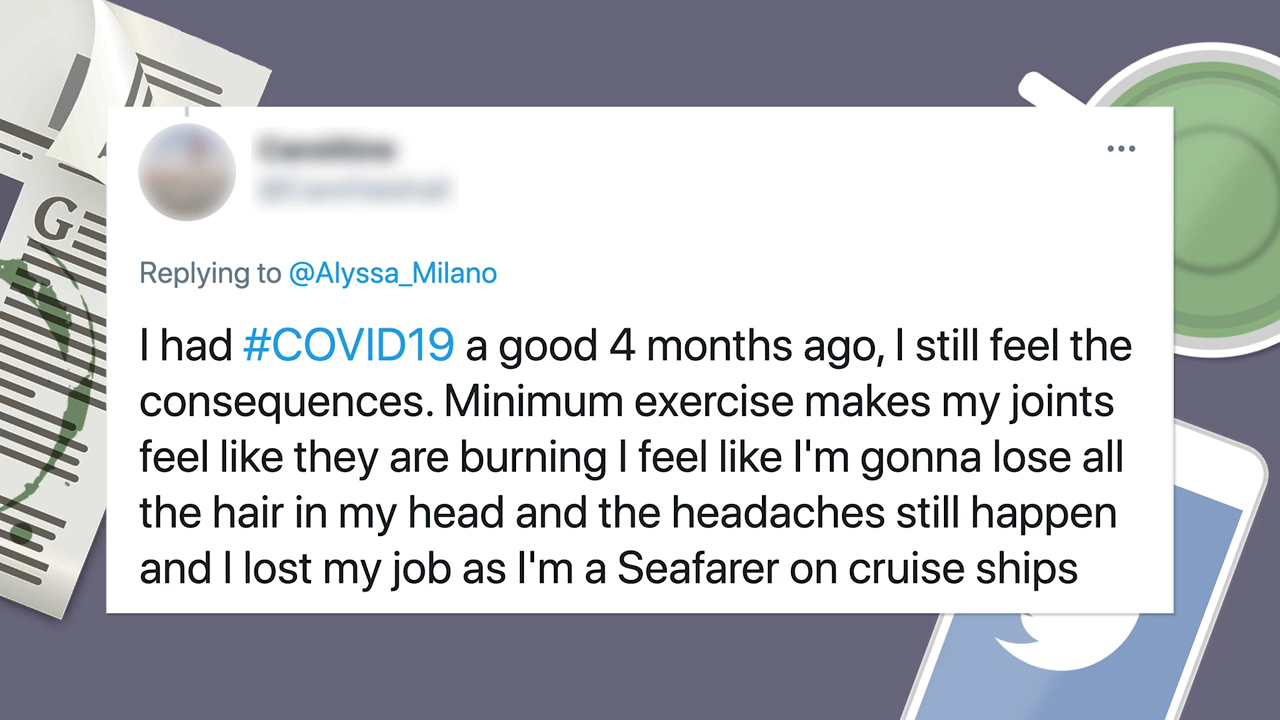 Replying to @Alyssa_Milano
I had #COVID19 a good 4 months ago, I still feel the
consequences. Minimum exercise makes my joints
feel like they are burning I feel like I'm gonna lose all
the hair in my head and the headaches still happen
and I lost my job as I'm a Seafarer on cruise ships
G